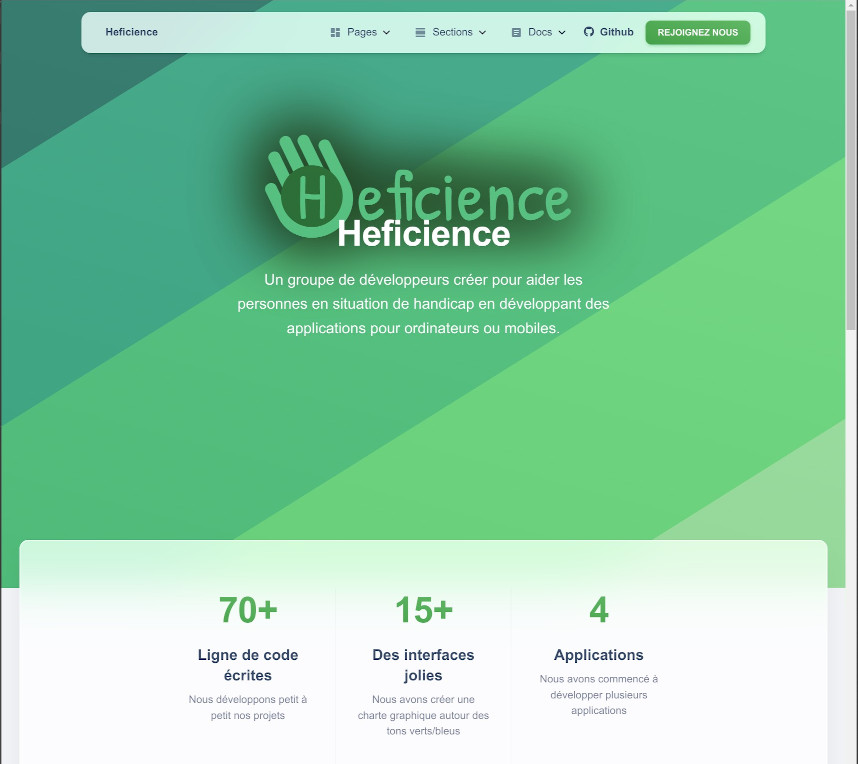 Heficience
Pages
Sections
Docs
Github
REJOIGNEZ NOUS
H eficience
Heficience
Un groupe de développeurs créer pour aider les
personnes en situation de handicap en développant des
applications pour ordinateurs ou mobiles.
70+
Ligne de code
écrites
Nous développons petit à
petit nos projets
15+
Des interfaces
jolies
Nous avons créer une
charte graphique autour des
tons verts/bleus
4
Applications
Nous avons commencé à
développer plusieurs
applications